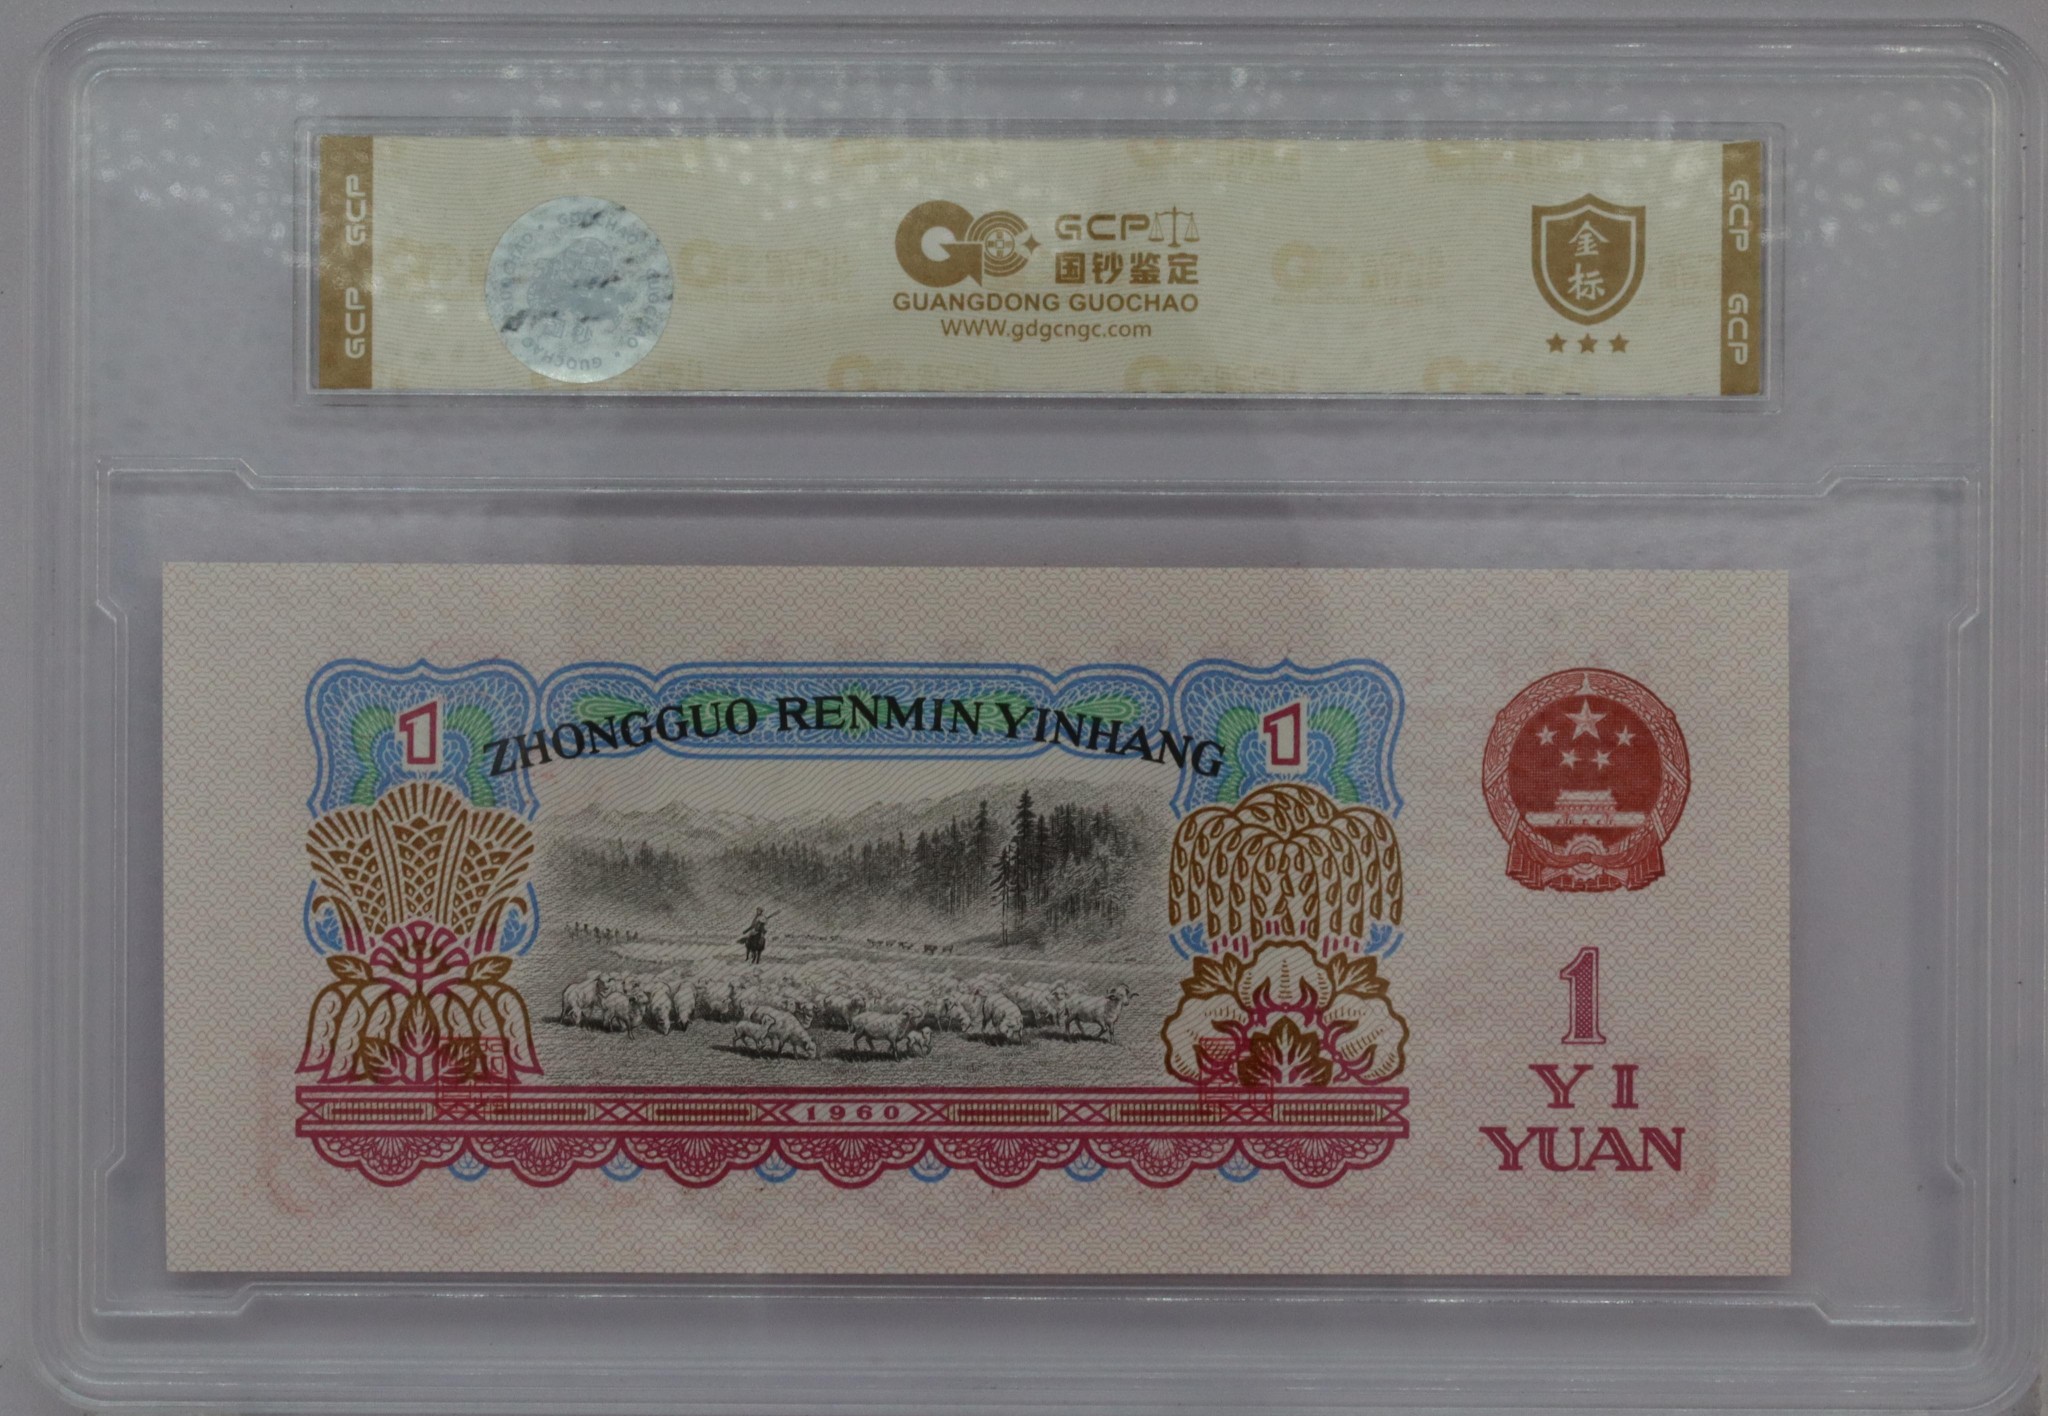 GCP GCP
GCP
国钞鉴定
GUANGDONG GUOCHAO
WWW.gdgcngc.com
金
标
GCP GCP
GUOCHAO
1
ZHONGGUO RENMIN YINHANG
1
1960
1
YI
YUAN